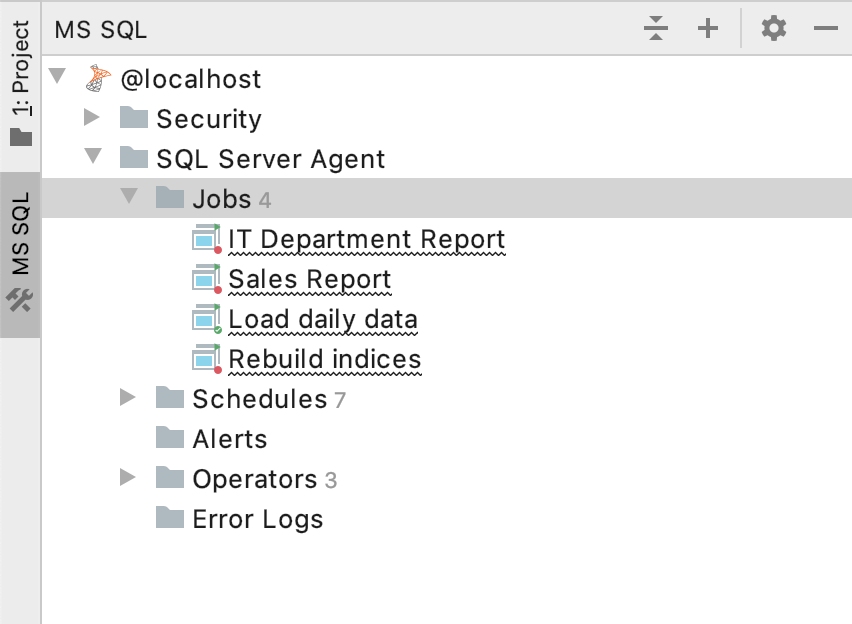 MS SQL
1: Project
MS SQL
@localhost
Security
SQL Server Agent
Jobs 4
IT Department Report
Sales Report
Load daily data
Rebuild indices
Schedules 7
Alerts
Operators 3
Error Logs